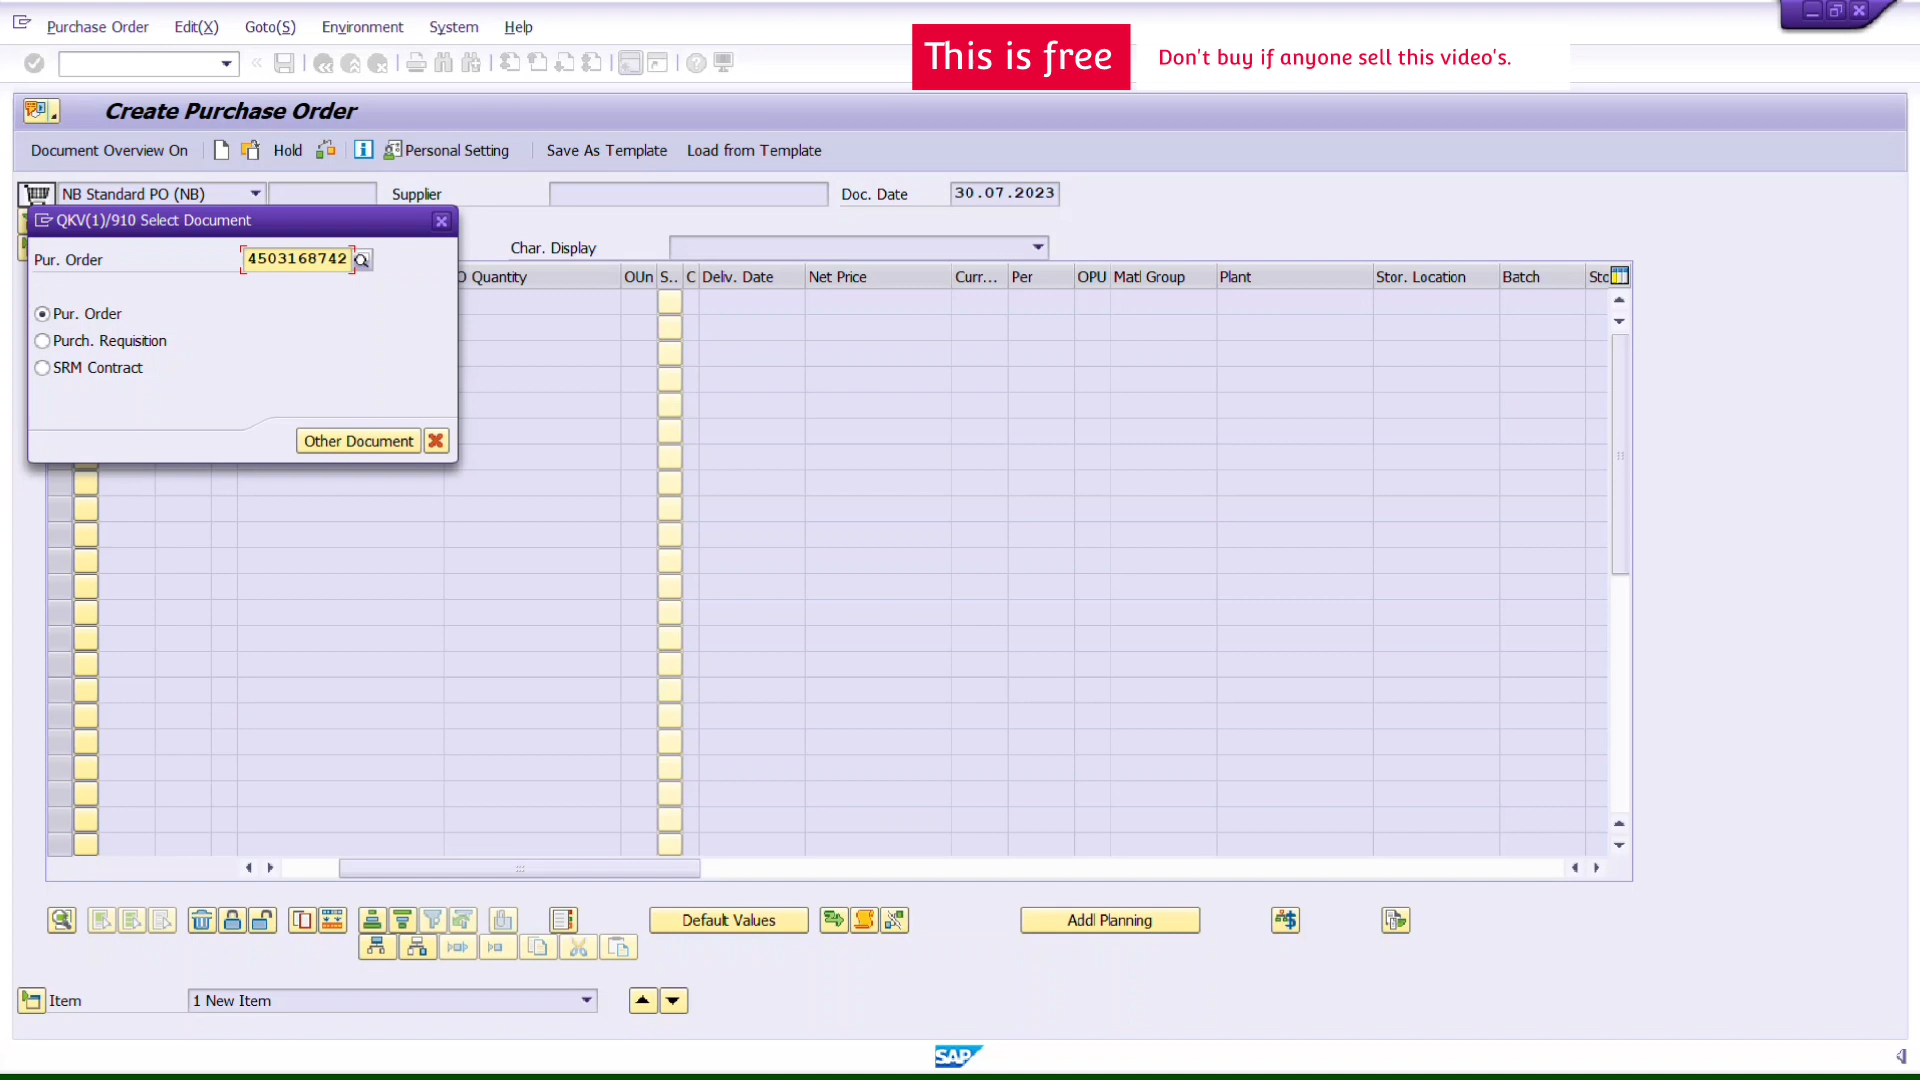 Purchase Order Edit(X) Goto(S) Environment System Help
This is free
Don't buy if anyone sell this video's.
Create Purchase Order
Document Overview On Hold Personal Setting Save As Template Load from Template
NB Standard PO (NB) Supplier Doc. Date 30.07.2023
QKV(1)/910 Select Document
Char. Display
Pur. Order 4503168742
O Quantity OUn S.. C Deliv. Date Net Price Curr... Per OPU Matl Group Plant Stor. Location Batch Sto
Pur. Order
Purch. Requisition
SRM Contract
Other Document
Default Values
Addl Planning
Item 1 New Item
SAP